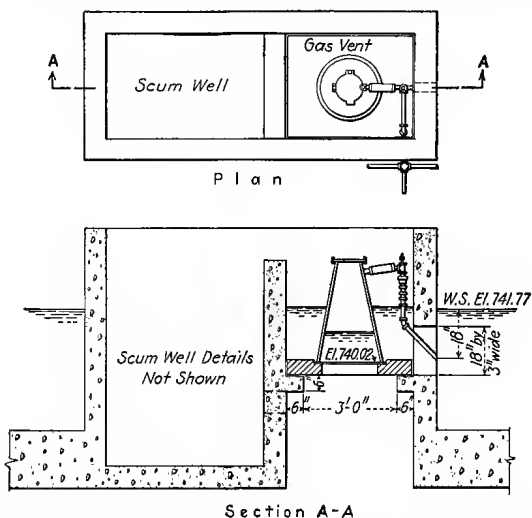 Gas Vent
A
A
Scum Well
Plan
W.S. El. 741.77
Scum Well Details
Not Shown
El. 740.02
18"
18" by
3" wide
6"
6"
3'-0"
6"
Section A-A